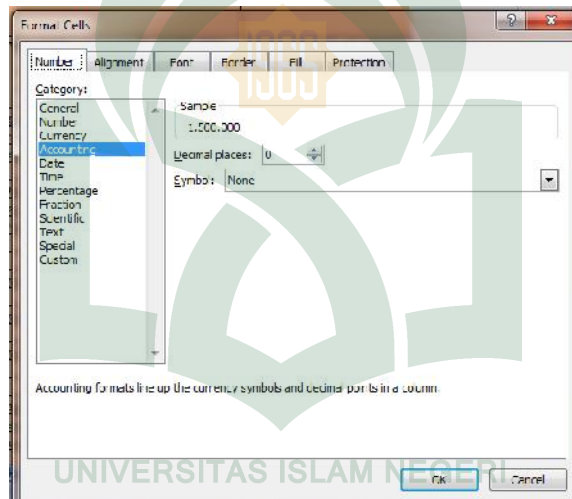 Format Cells
Number Alignment Font Border Fill Protection
Category:
General
Number
Currency
Accounting
Date
Time
Percentage
Fraction
Scientific
Text
Special
Custom
Sample
1.500.000
Decimal places: 0
Symbol: None
Accounting formats line up the currency symbols and decimal points in a column.
OK Cancel
UNIVERSITAS ISLAM NEGERI